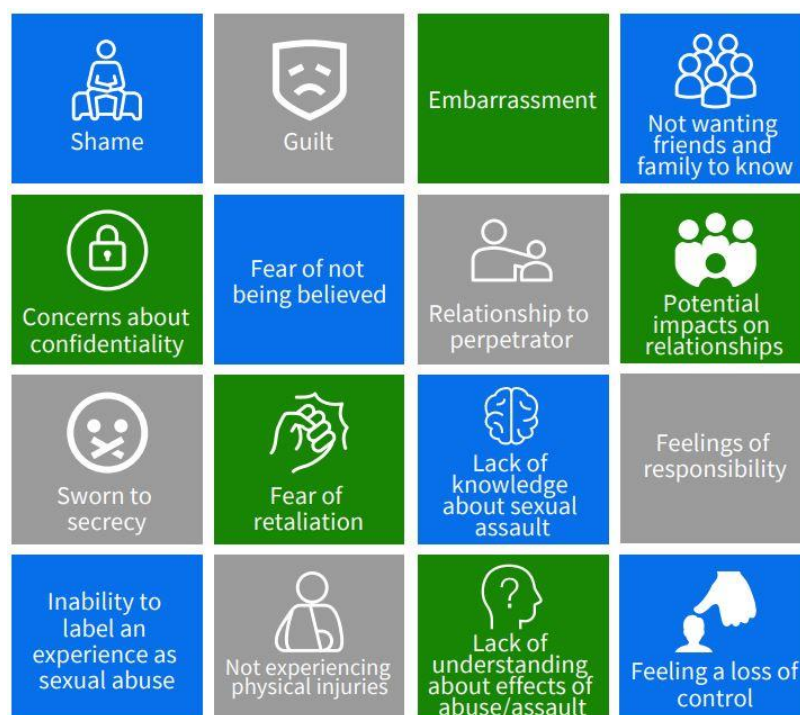 Shame
Guilt
Embarrassment
Not wanting
friends and
family to know
Concerns about
confidentiality
Fear of not
being believed
Relationship to
perpetrator
Potential
impacts on
relationships
Sworn to
secrecy
Fear of
retaliation
Lack of
knowledge
about sexual
assault
Feelings of
responsibility
Inability to
label an
experience as
sexual abuse
Not experiencing
physical injuries
?
Lack of
understanding
about effects of
abuse/assault
Feeling a loss of
control